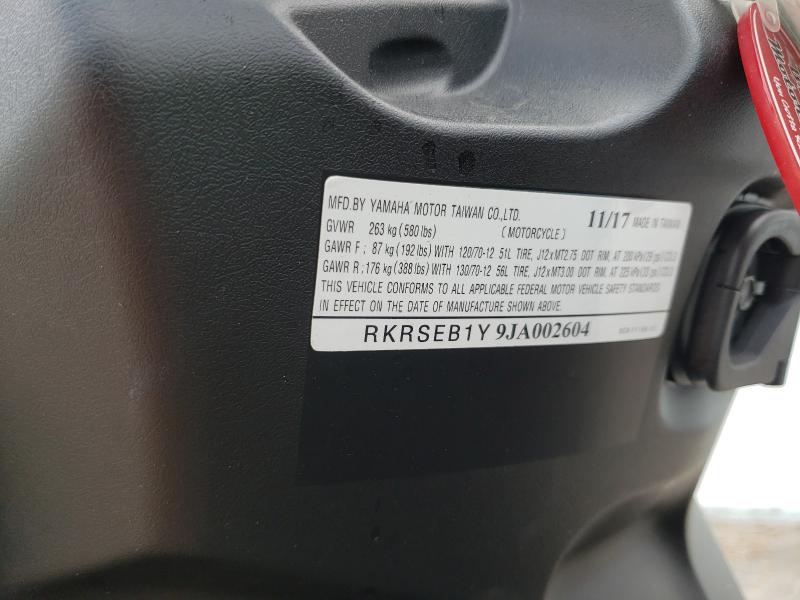 MFD.BY YAMAHA MOTOR TAIWAN CO.,LTD. 11/17 MADE IN TAIWAN
GVWR 263 kg (580 lbs) (MOTORCYCLE)
GAWR F ; 87 kg (192 lbs) WITH 120/70-12 51L TIRE, J12xMT2.75 DOT RIM, AT 200 kPa (29 psi) COLD
GAWR R ; 176 kg (388 lbs) WITH 130/70-12 56L TIRE, J12xMT3.00 DOT RIM, AT 225 kPa (33 psi) COLD
THIS VEHICLE CONFORMS TO ALL APPLICABLE FEDERAL MOTOR VEHICLE SAFETY STANDARDS
IN EFFECT ON THE DATE OF MANUFACTURE SHOWN ABOVE.
RKRSEB1Y 9JA002604